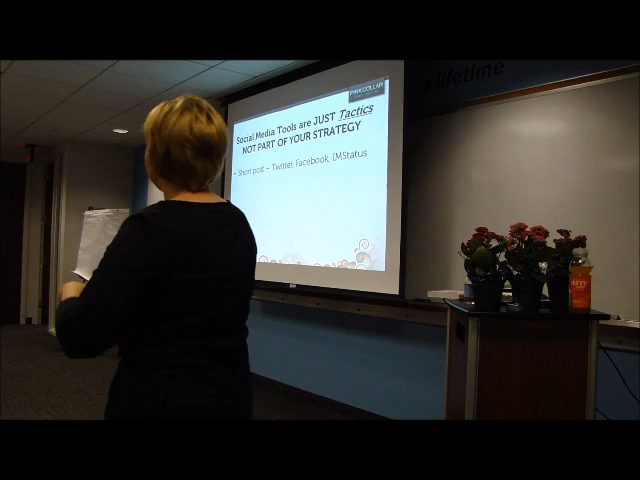 a lifetime
PINK COLLAR
Social Media Tools are JUST Tactics
NOT PART OF YOUR STRATEGY
- Short post – Twitter, Facebook, IMStatus